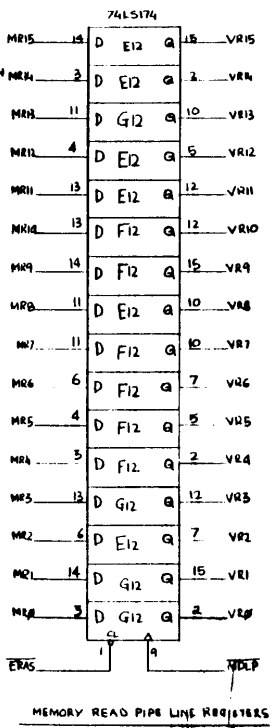 74LS174
MR15 14 D E12 Q 15 VR15
MR14 3 D E12 Q 2 VR14
MR13 11 D G12 Q 10 VR13
MR12 4 D E12 Q 5 VR12
MR11 13 D E12 Q 12 VR11
MR10 13 D F12 Q 12 VR10
MR9 14 D F12 Q 15 VR9
MR8 11 D E12 Q 10 VR8
MR7 11 D F12 Q 10 VR7
MR6 6 D F12 Q 7 VR6
MR5 4 D F12 Q 5 VR5
MR4 3 D F12 Q 2 VR4
MR3 13 D G12 Q 12 VR3
MR2 6 D E12 Q 7 VR2
MR1 14 D G12 Q 15 VR1
MR0 3 D G12 Q 2 VR0
CL
ERAS 1 9 MDLP
MEMORY READ PIPE LINE REGISTERS